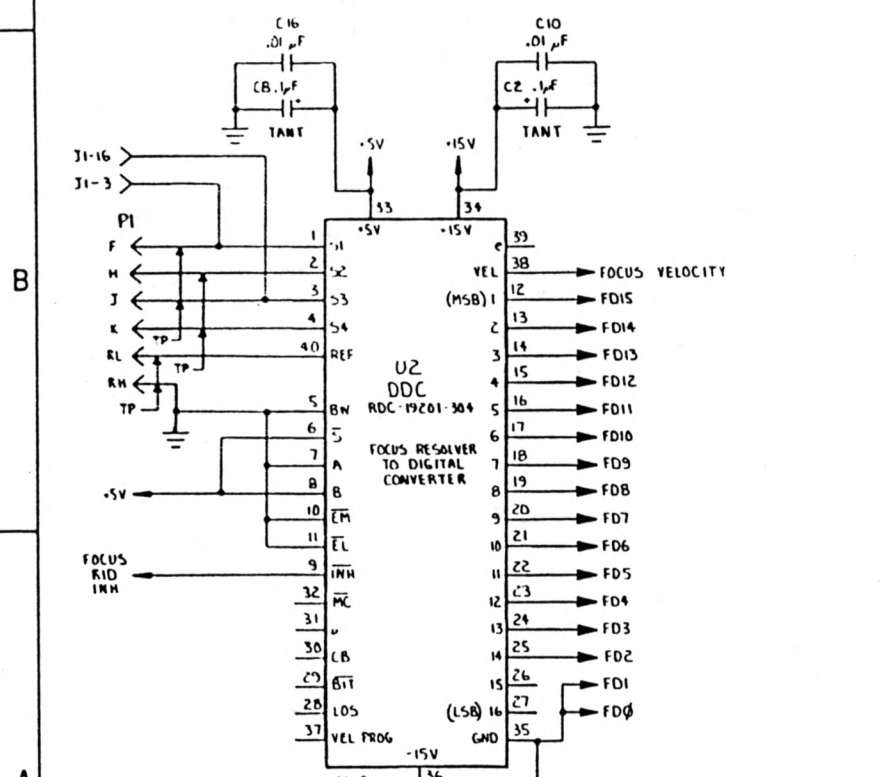 C16
.01 µF
C8 .1µF
TANT
C10
.01 µF
C2 .1µF
TANT
J1-16
J1-3
+5V
+15V
33
34
+5V
+15V
P1
F
H
J
K
RL
RH
TP
TP
TP
1 S1
2 S2
3 S3
4 S4
40 REF
5 BW
6 S
7 A
8 B
10 EM
11 EL
9 INH
32 MC
31
30 CB
29 BIT
28 LOS
37 VEL PROG
+5V
FOCUS
R1D
INH
U2
DDC
RDC-19201-304
FOCUS RESOLVER
TO DIGITAL
CONVERTER
e 39
VEL 38 FOCUS VELOCITY
(MSB) 1 12 FD15
2 13 FD14
3 14 FD13
4 15 FD12
5 16 FD11
6 17 FD10
7 18 FD9
8 19 FD8
9 20 FD7
10 21 FD6
11 22 FD5
12 23 FD4
13 24 FD3
14 25 FD2
15 26 FD1
(LSB) 16 27 FDØ
GND 35
-15V
36
B